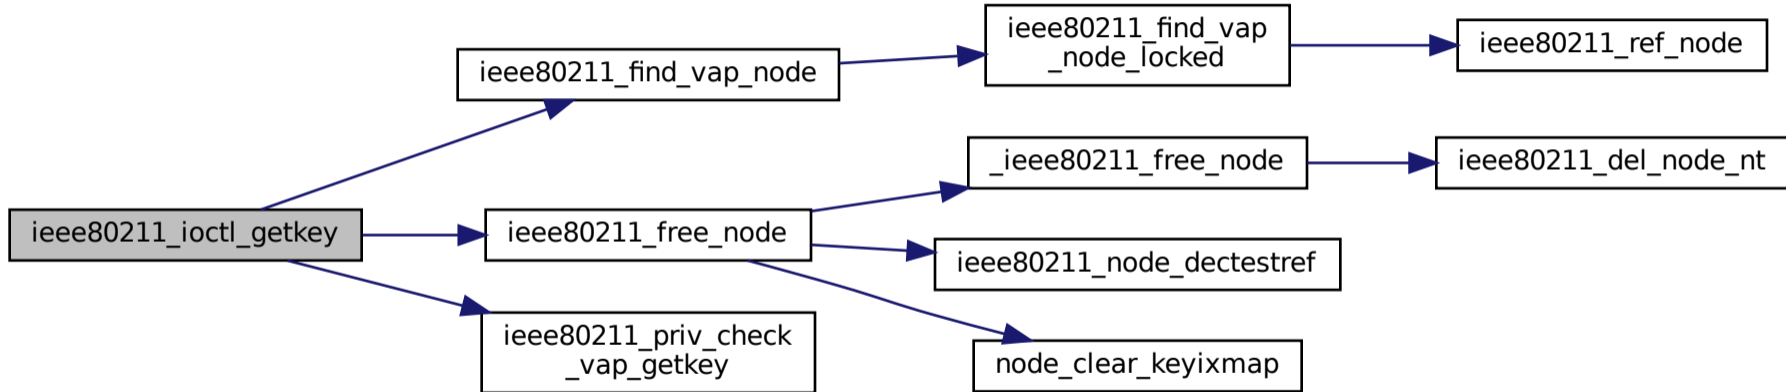 ieee80211_ioctl_getkey
ieee80211_find_vap_node
ieee80211_find_vap
_node_locked
ieee80211_ref_node
ieee80211_free_node
_ieee80211_free_node
ieee80211_del_node_nt
ieee80211_node_dectestref
node_clear_keyixmap
ieee80211_priv_check
_vap_getkey